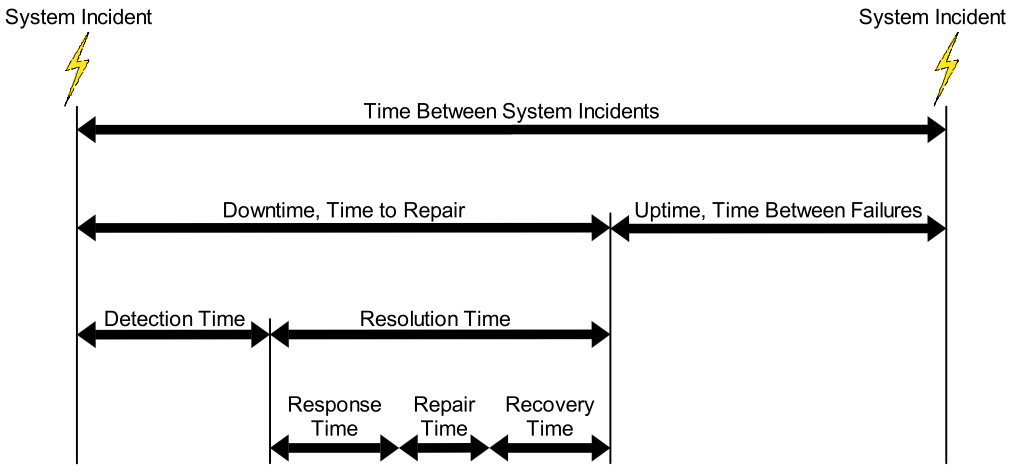 System Incident
System Incident
Time Between System Incidents
Downtime, Time to Repair
Uptime, Time Between Failures
Detection Time
Resolution Time
Response
Time
Repair
Time
Recovery
Time